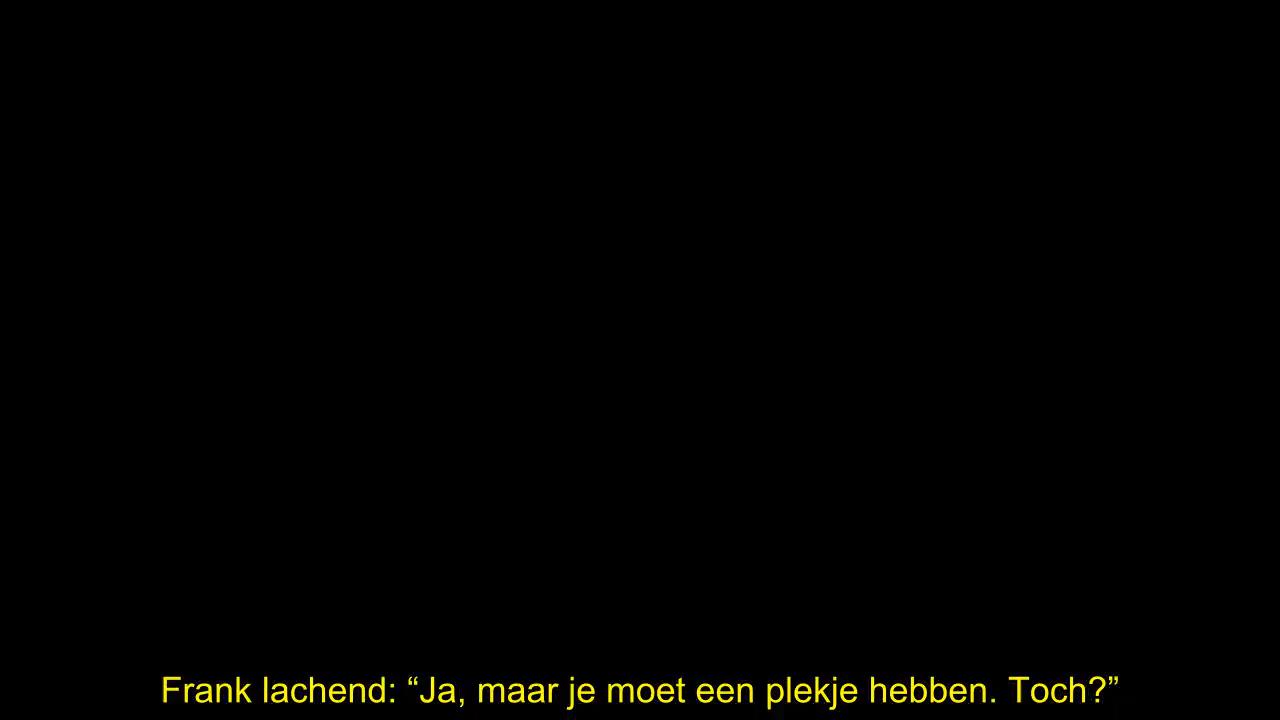 Frank lachend: “Ja, maar je moet een plekje hebben. Toch?”